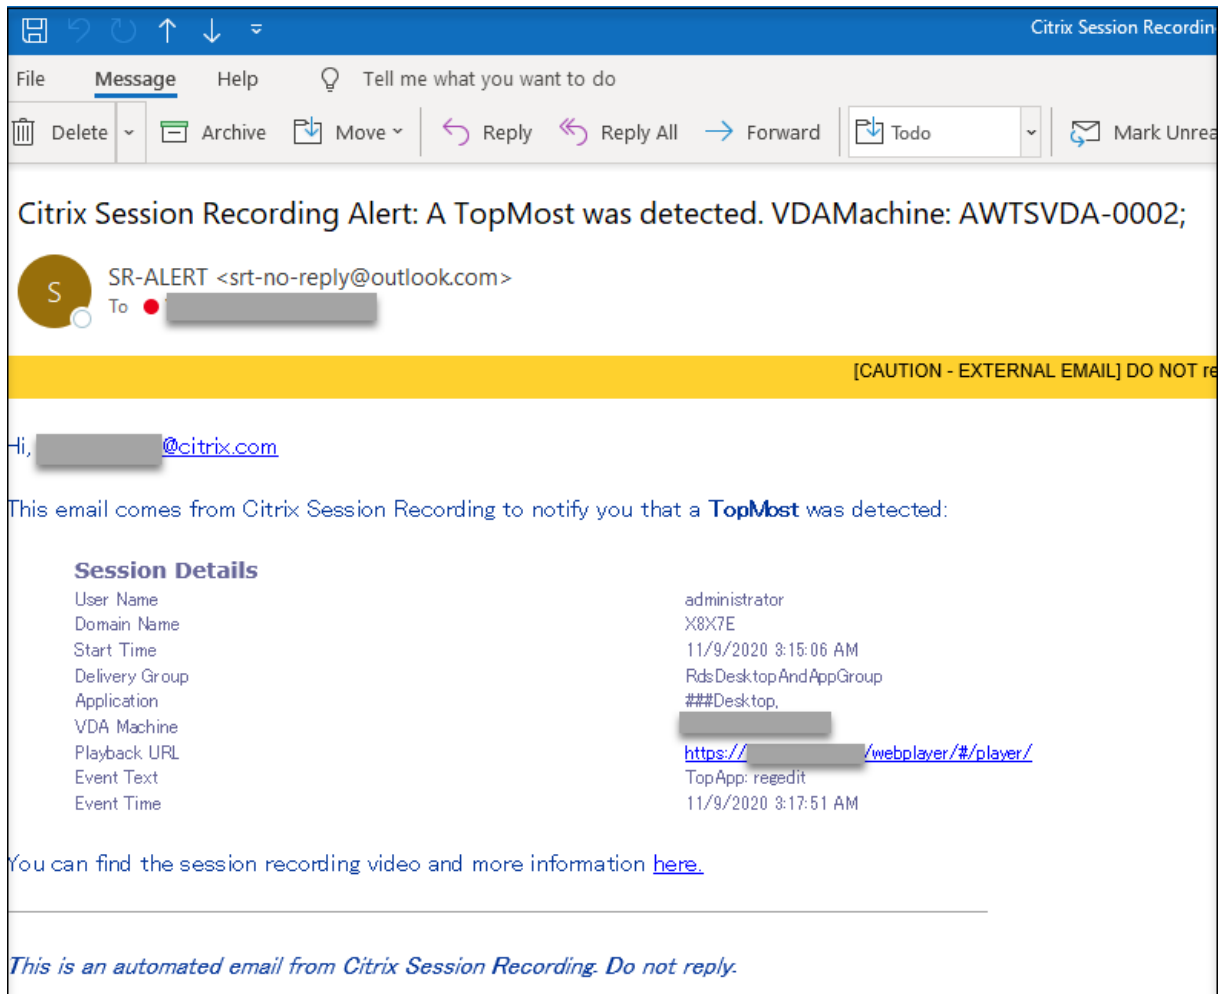 Citrix Session Recordin
File Message Help Tell me what you want to do
Delete Archive Move Reply Reply All Forward Todo Mark Unrea
Citrix Session Recording Alert: A TopMost was detected. VDAMachine: AWTSVDA-0002;
S
SR-ALERT <srt-no-reply@outlook.com>
To
[CAUTION - EXTERNAL EMAIL] DO NOT re
Hi, @citrix.com
This email comes from Citrix Session Recording to notify you that a TopMost was detected:
Session Details
User Name administrator
Domain Name X8X7E
Start Time 11/9/2020 3:15:06 AM
Delivery Group RdsDesktopAndAppGroup
Application ###Desktop,
VDA Machine
Playback URL https:// /webplayer/#/player/
Event Text TopApp: regedit
Event Time 11/9/2020 3:17:51 AM
You can find the session recording video and more information here.
This is an automated email from Citrix Session Recording. Do not reply.